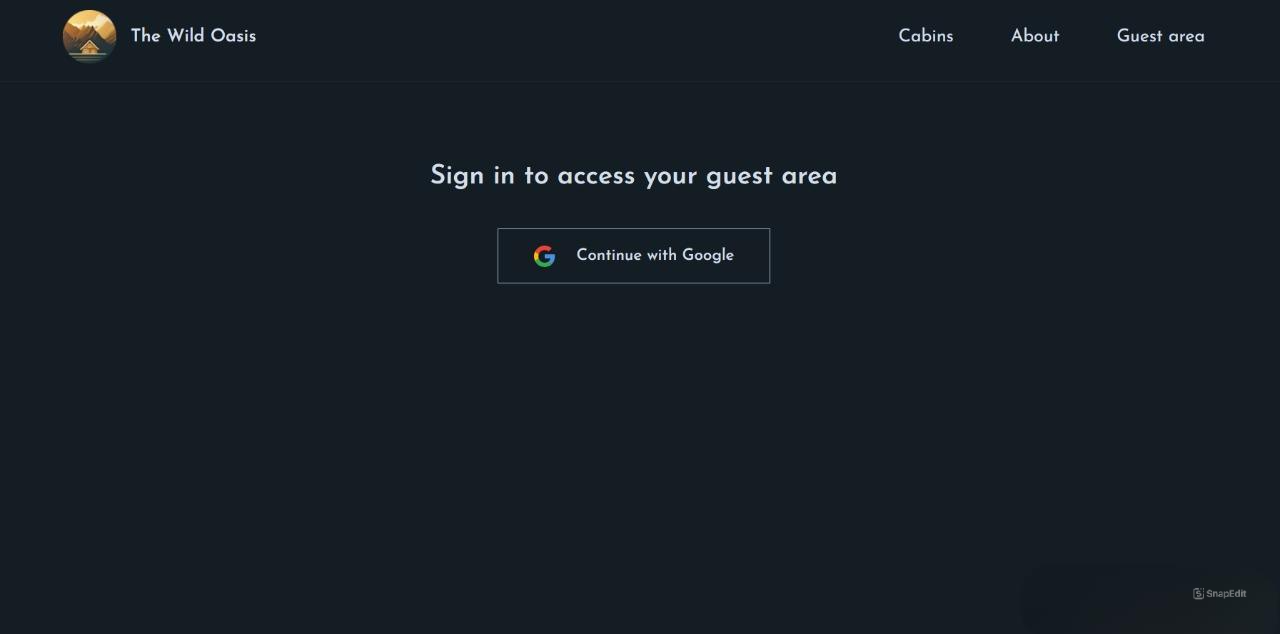 The Wild Oasis
Cabins
About
Guest area
Sign in to access your guest area
Continue with Google
SnapEdit